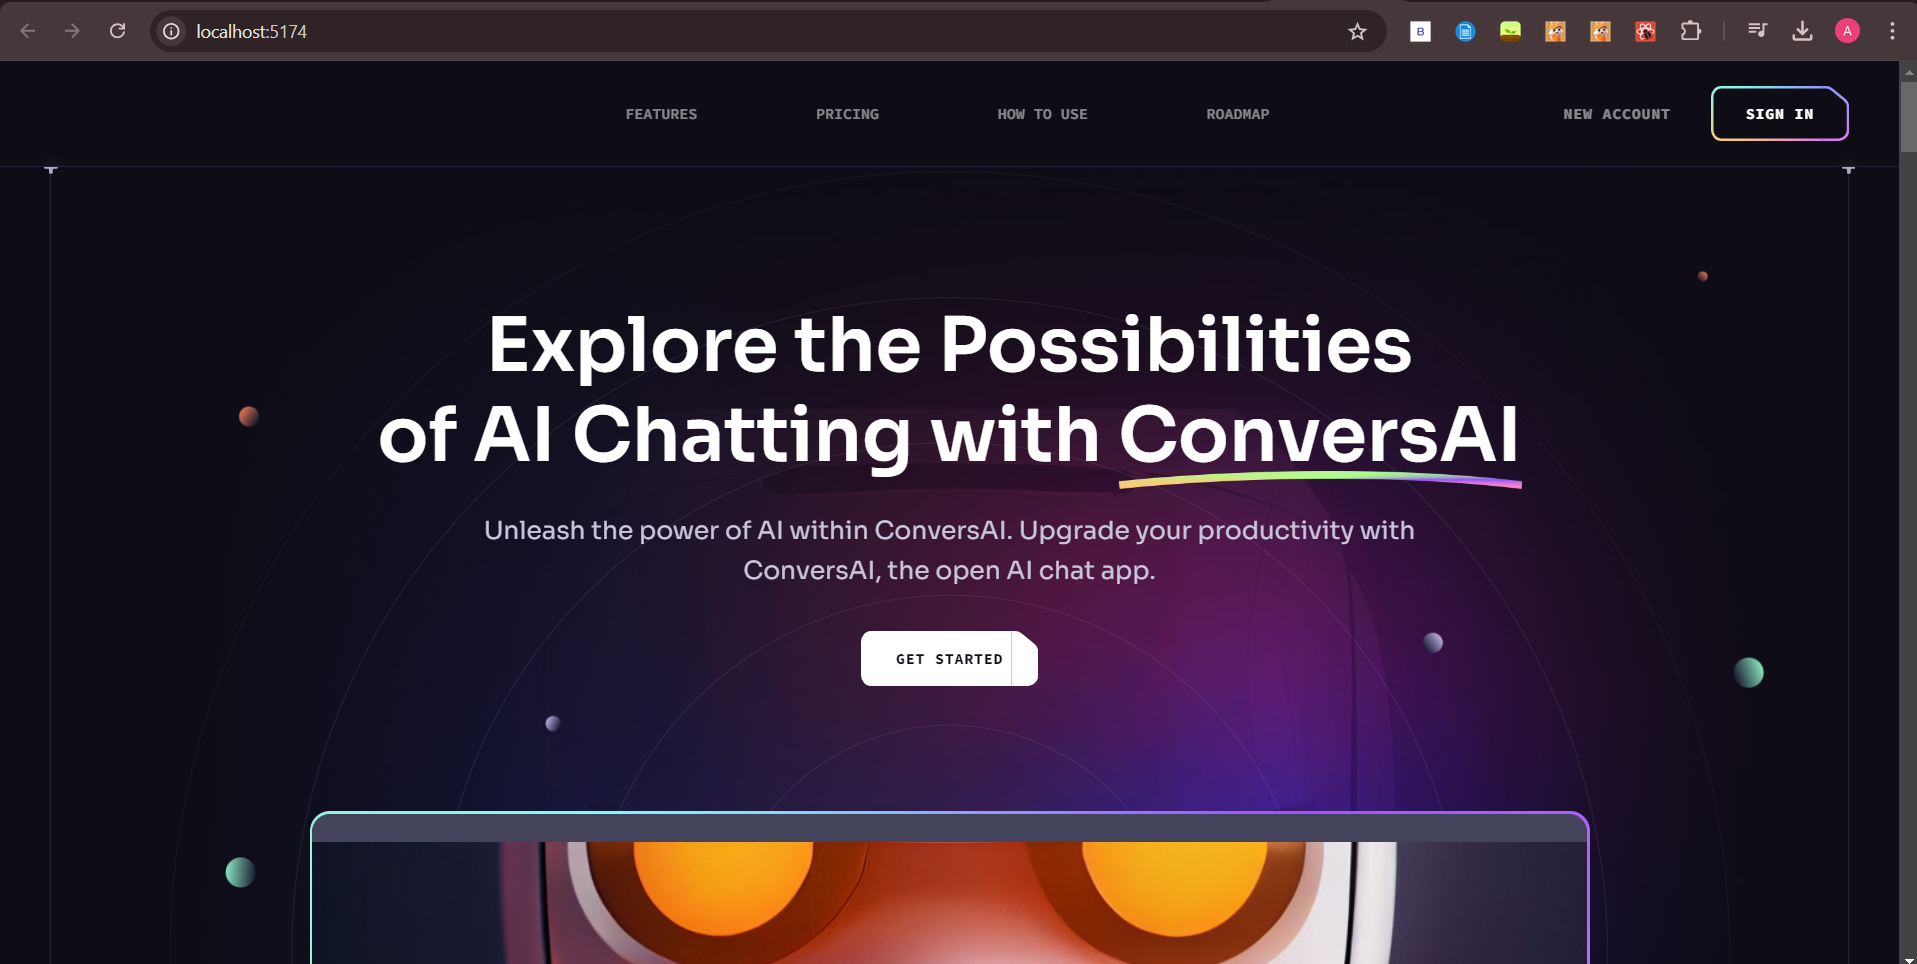 localhost:5174
B
A
FEATURES PRICING HOW TO USE ROADMAP NEW ACCOUNT SIGN IN
Explore the Possibilities
of AI Chatting with ConversAI
Unleash the power of AI within ConversAI. Upgrade your productivity with
ConversAI, the open AI chat app.
GET STARTED